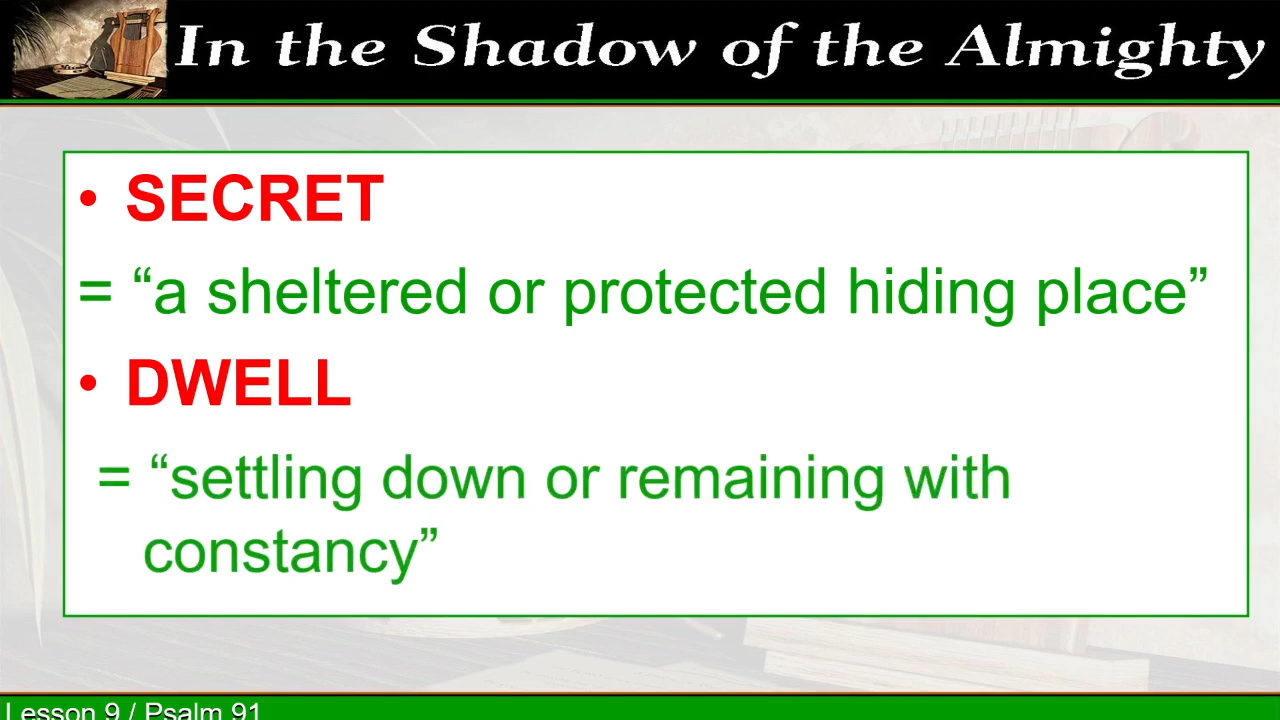 In the Shadow of the Almighty
• SECRET
= “a sheltered or protected hiding place”
• DWELL
= “settling down or remaining with
constancy”
Lesson 9 / Psalm 91